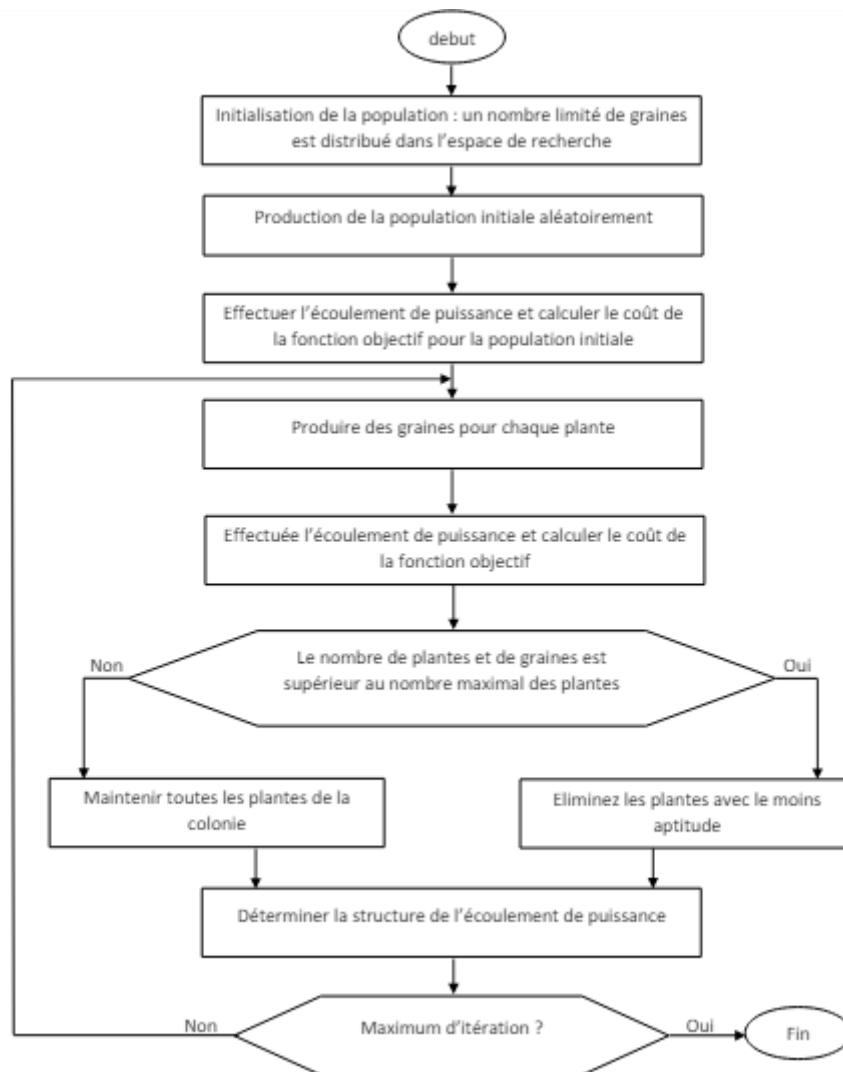 debut
Initialisation de la population : un nombre limité de graines
est distribué dans l'espace de recherche
Production de la population initiale aléatoirement
Effectuer l'écoulement de puissance et calculer le coût de
la fonction objectif pour la population initiale
Produire des graines pour chaque plante
Effectuée l'écoulement de puissance et calculer le coût de
la fonction objectif
Non
Le nombre de plantes et de graines est
supérieur au nombre maximal des plantes
Oui
Maintenir toutes les plantes de la
colonie
Eliminez les plantes avec le moins
aptitude
Déterminer la structure de l'écoulement de puissance
Non
Maximum d'itération ?
Oui
Fin